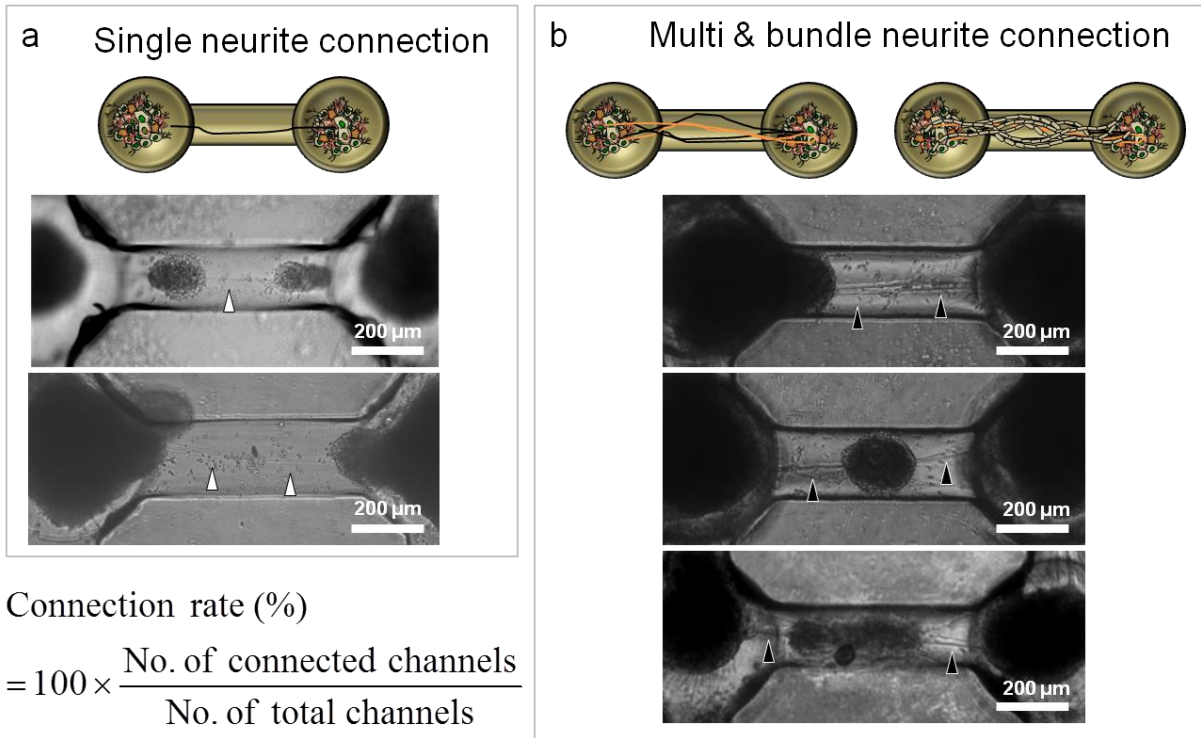 a Single neurite connection
200 µm
200 µm
Connection rate (%)
= 100 × No. of connected channels
No. of total channels
b Multi & bundle neurite connection
200 µm
200 µm
200 µm